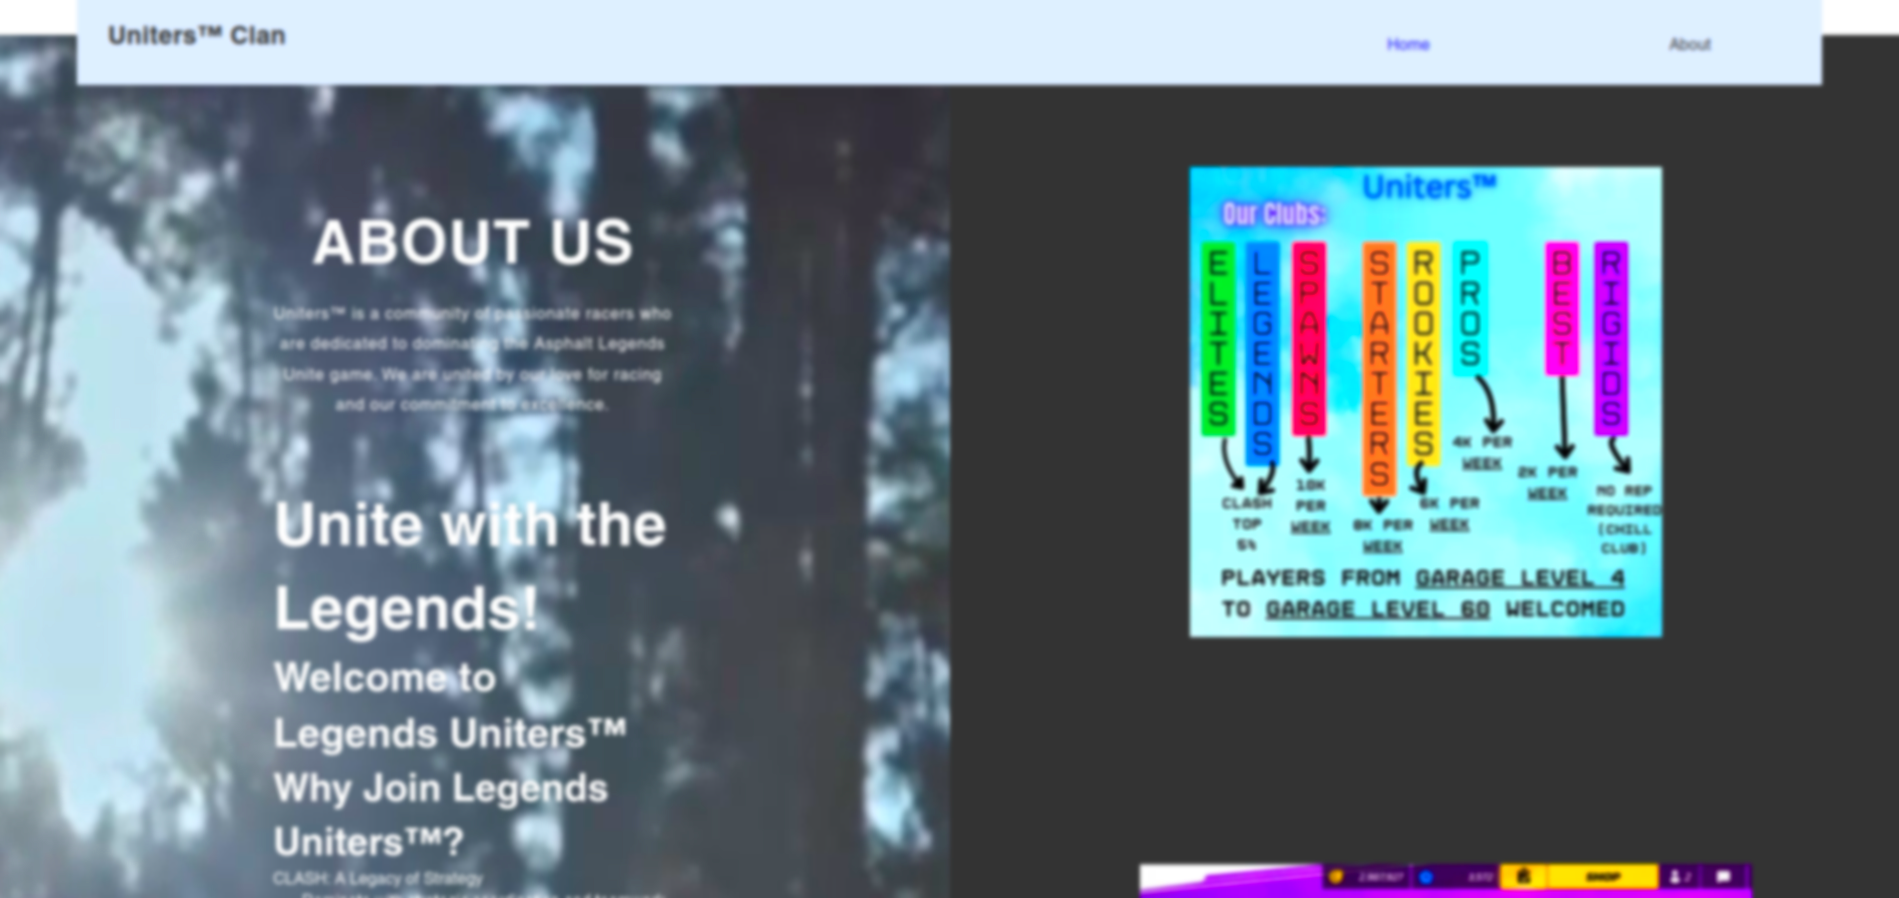 Uniters™ Clan
Home
About
ABOUT US
Uniters™ is a community of passionate racers who
are dedicated to dominating the Asphalt Legends
Unite game. We are united by our love for racing
and our commitment to excellence.
Unite with the
Legends!
Welcome to
Legends Uniters™
Why Join Legends
Uniters™?
CLASH: A Legacy of Strategy
Uniters™
Our Clubs:
ELITES
LEGENDS
SPAWNS
STARTERS
ROOKIES
PROS
BEST
RIGIDS
CLASH
TOP
5%
10K
PER
WEEK
8K PER
WEEK
6K PER
WEEK
4K PER
WEEK
2K PER
WEEK
NO REP
REQUIRED
(CHILL
CLUB)
PLAYERS FROM GARAGE LEVEL 4
TO GARAGE LEVEL 60 WELCOMED
SHOP